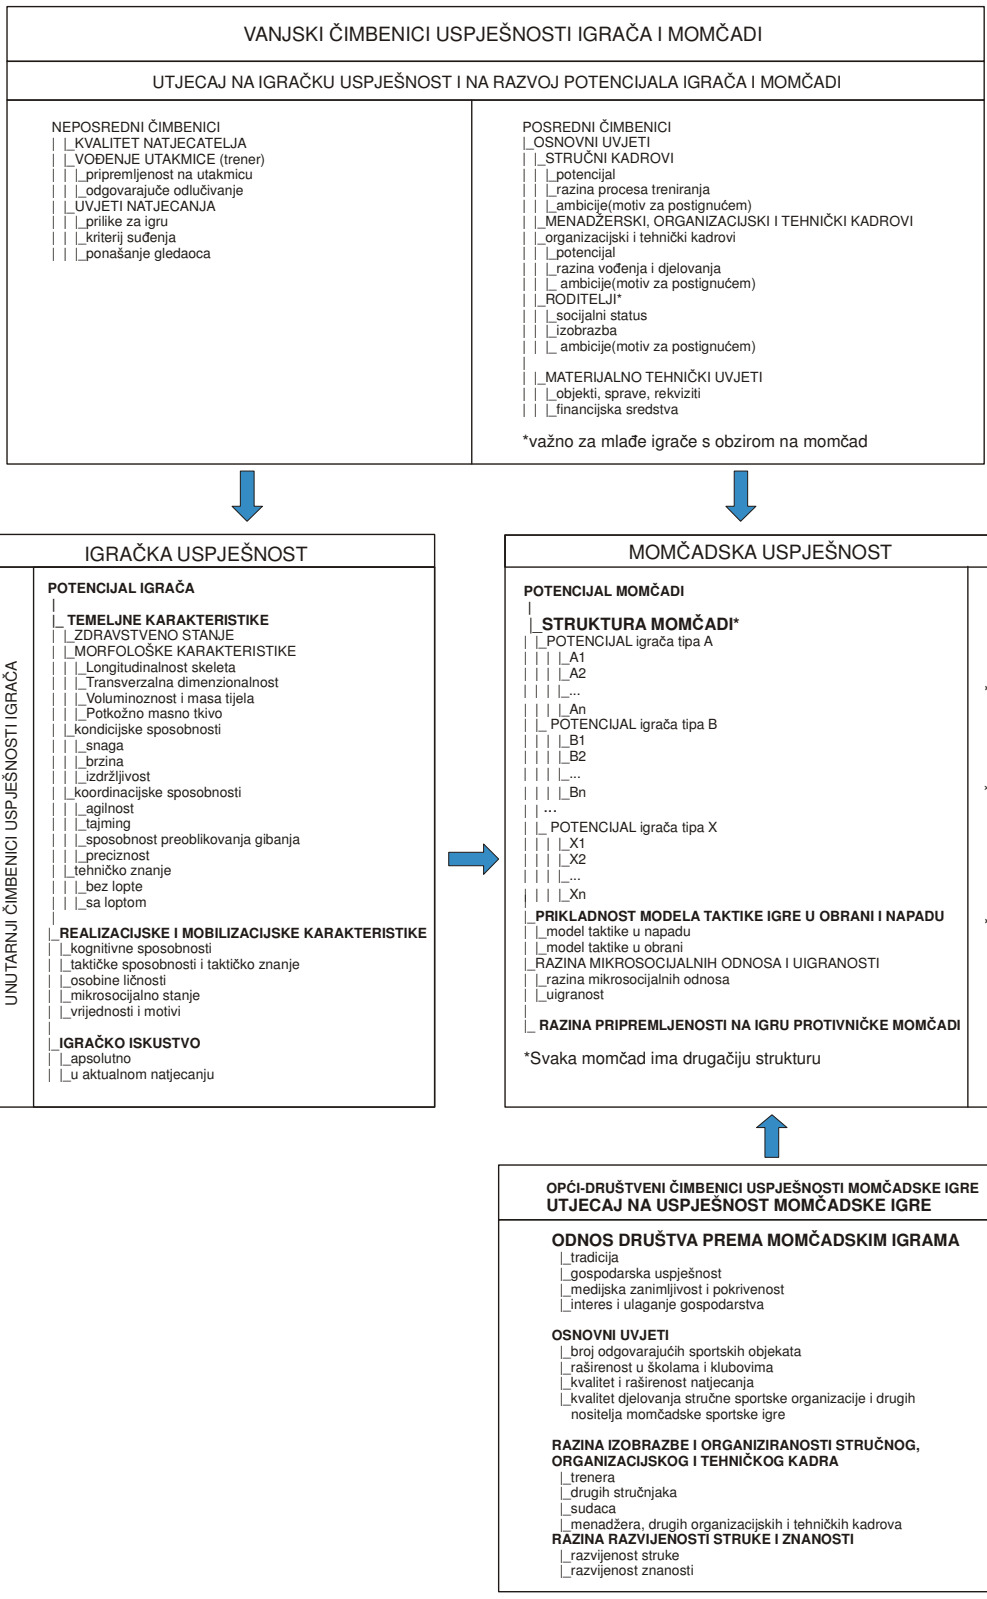 VANJSKI ČIMBENICI USPJEŠNOSTI IGRAČA I MOMČADI
UTJECAJ NA IGRAČKU USPJEŠNOST I NA RAZVOJ POTENCIJALA IGRAČA I MOMČADI
NEPOSREDNI ČIMBENICI
| |_KVALITET NATJECATELJA
| |_VOĐENJE UTAKMICE (trener)
| | |_pripremljenost na utakmicu
| | |_odgovarajuče odlučivanje
| |_UVJETI NATJECANJA
| | |_prilike za igru
| | |_kriterij suđenja
| | |_ponašanje gledaoca
POSREDNI ČIMBENICI
|_OSNOVNI UVJETI
| |_STRUČNI KADROVI
| | |_potencijal
| | |_razina procesa treniranja
| | |_ambicije(motiv za postignućem)
| |_MENADŽERSKI, ORGANIZACIJSKI I TEHNIČKI KADROVI
| |_organizacijski i tehnički kadrovi
| | |_potencijal
| | |_razina vođenja i djelovanja
| | |_ ambicije(motiv za postignućem)
| |_RODITELJI*
| | |_socijalni status
| | |_izobrazba
| | |_ ambicije(motiv za postignućem)
|
| |_MATERIJALNO TEHNIČKI UVJETI
| | |_objekti, sprave, rekviziti
| | |_financijska sredstva
*važno za mlađe igrače s obzirom na momčad
IGRAČKA USPJEŠNOST
UNUTARNJI ČIMBENICI USPJEŠNOSTI IGRAČA
POTENCIJAL IGRAČA
|
|_ TEMELJNE KARAKTERISTIKE
| |_ZDRAVSTVENO STANJE
| |_MORFOLOŠKE KARAKTERISTIKE
| | |_Longitudinalnost skeleta
| | |_Transverzalna dimenzionalnost
| | |_Voluminoznost i masa tijela
| | |_Potkožno masno tkivo
| |_kondicijske sposobnosti
| | |_snaga
| | |_brzina
| | |_izdržljivost
| |_koordinacijske sposobnosti
| | |_agilnost
| | |_tajming
| | |_sposobnost preoblikovanja gibanja
| | |_preciznost
| |_tehničko znanje
| | |_bez lopte
| | |_sa loptom
|
|_REALIZACIJSKE I MOBILIZACIJSKE KARAKTERISTIKE
| |_kognitivne sposobnosti
| |_taktičke sposobnosti i taktičko znanje
| |_osobine ličnosti
| |_mikrosocijalno stanje
| |_vrijednosti i motivi
|
|_IGRAČKO ISKUSTVO
| |_apsolutno
| |_u aktualnom natjecanju
MOMČADSKA USPJEŠNOST
POTENCIJAL MOMČADI
|
|_STRUKTURA MOMČADI*
| |_POTENCIJAL igrača tipa A
| | | |_A1
| | | |_A2
| | | |_...
| | | |_An
| |_ POTENCIJAL igrača tipa B
| | | |_B1
| | | |_B2
| | | |_...
| | | |_Bn
| | ...
| |_ POTENCIJAL igrača tipa X
| | | |_X1
| | | |_X2
| | | |_...
| | | |_Xn
|
|_PRIKLADNOST MODELA TAKTIKE IGRE U OBRANI I NAPADU
| |_model taktike u napadu
| |_model taktike u obrani
|_RAZINA MIKROSOCIJALNIH ODNOSA I UIGRANOSTI
| |_razina mikrosocijalnih odnosa
| |_uigranost
|
|_ RAZINA PRIPREMLJENOSTI NA IGRU PROTIVNIČKE MOMČADI
*Svaka momčad ima drugačiju strukturu
OPĆI-DRUŠTVENI ČIMBENICI USPJEŠNOSTI MOMČADSKE IGRE
UTJECAJ NA USPJEŠNOST MOMČADSKE IGRE
ODNOS DRUŠTVA PREMA MOMČADSKIM IGRAMA
|_tradicija
|_gospodarska uspješnost
|_medijska zanimljivost i pokrivenost
|_interes i ulaganje gospodarstva
OSNOVNI UVJETI
|_broj odgovarajućih sportskih objekata
|_raširenost u školama i klubovima
|_kvalitet i raširenost natjecanja
|_kvalitet djelovanja stručne sportske organizacije i drugih
nositelja momčadske sportske igre
RAZINA IZOBRAZBE I ORGANIZIRANOSTI STRUČNOG,
ORGANIZACIJSKOG I TEHNIČKOG KADRA
|_trenera
|_drugih stručnjaka
|_sudaca
|_menadžera, drugih organizacijskih i tehničkih kadrova
RAZINA RAZVIJENOSTI STRUKE I ZNANOSTI
|_razvijenost struke
|_razvijenost znanosti